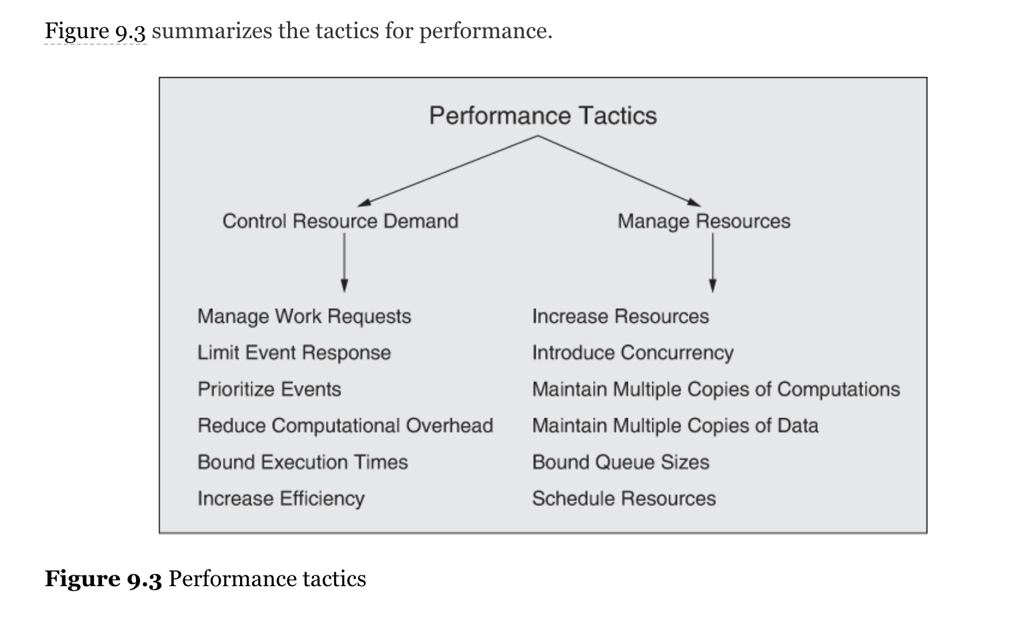 Figure 9.3 summarizes the tactics for performance.
Performance Tactics
Control Resource Demand
Manage Work Requests
Limit Event Response
Prioritize Events
Reduce Computational Overhead
Bound Execution Times
Increase Efficiency
Manage Resources
Increase Resources
Introduce Concurrency
Maintain Multiple Copies of Computations
Maintain Multiple Copies of Data
Bound Queue Sizes
Schedule Resources
Figure 9.3 Performance tactics